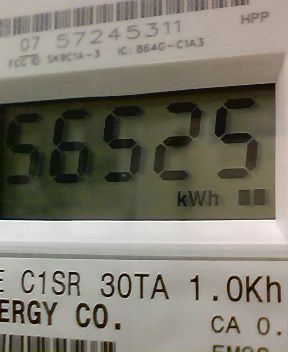 HPP
07 57245311
FCC ID: SK9C1A-3 IC: 864G-C1A3
56525
kWh
C1SR 30TA 1.0Kh
ERGY CO.
CA 0.